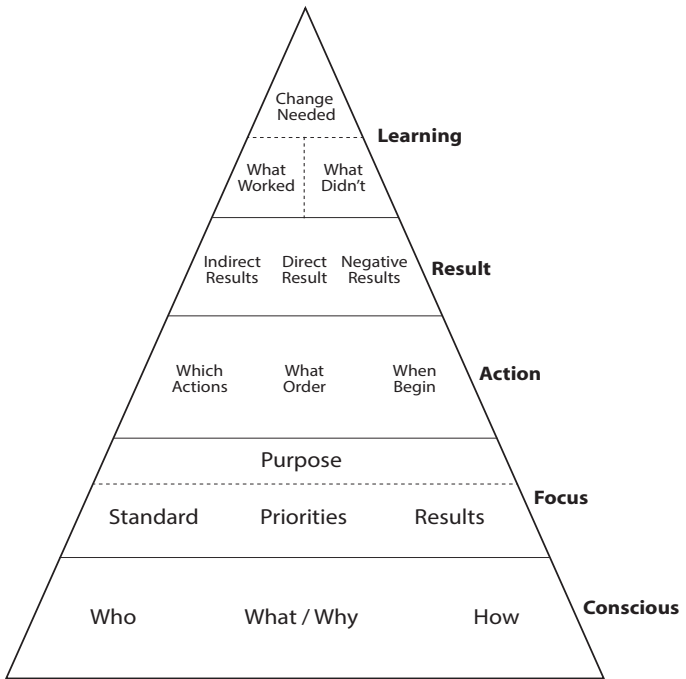 Change
Needed
Learning
What
Worked
What
Didn’t
Indirect
Results
Direct
Result
Negative
Results
Result
Which
Actions
What
Order
When
Begin
Action
Purpose
Focus
Standard
Priorities
Results
Conscious
Who
What / Why
How